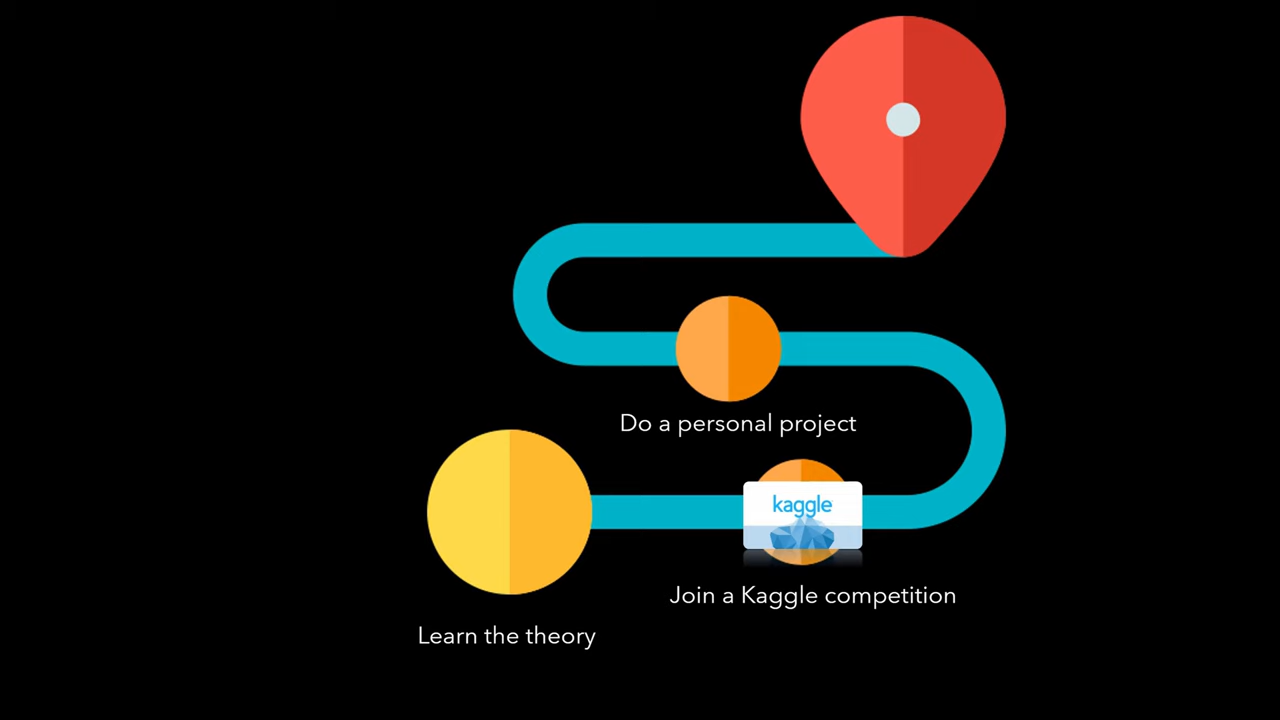 Do a personal project
kaggle
Join a Kaggle competition
Learn the theory